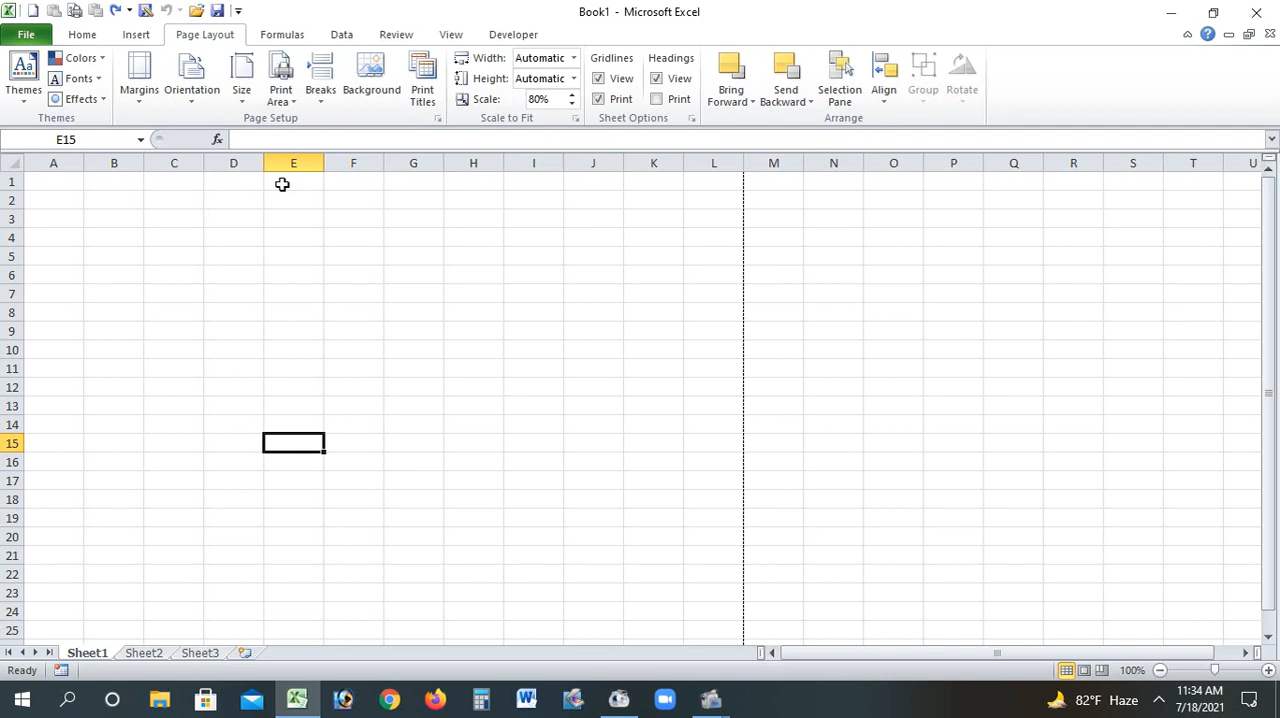 Book1 - Microsoft Excel
File Home Insert Page Layout Formulas Data Review View Developer
Aa
Themes
Colors
Fonts
Effects
Themes
Margins Orientation Size Print Area Breaks Background Print Titles
Page Setup
Width: Automatic
Height: Automatic
Scale: 80%
Scale to Fit
Gridlines Headings
View View
Print Print
Sheet Options
Bring Forward Send Backward Selection Pane Align Group Rotate
Arrange
E15 fx
A B C D E F G H I J K L M N O P Q R S T U
1
2
3
4
5
6
7
8
9
10
11
12
13
14
15
16
17
18
19
20
21
22
23
24
25
Sheet1 Sheet2 Sheet3
Ready 100%
82°F Haze 11:34 AM
7/18/2021